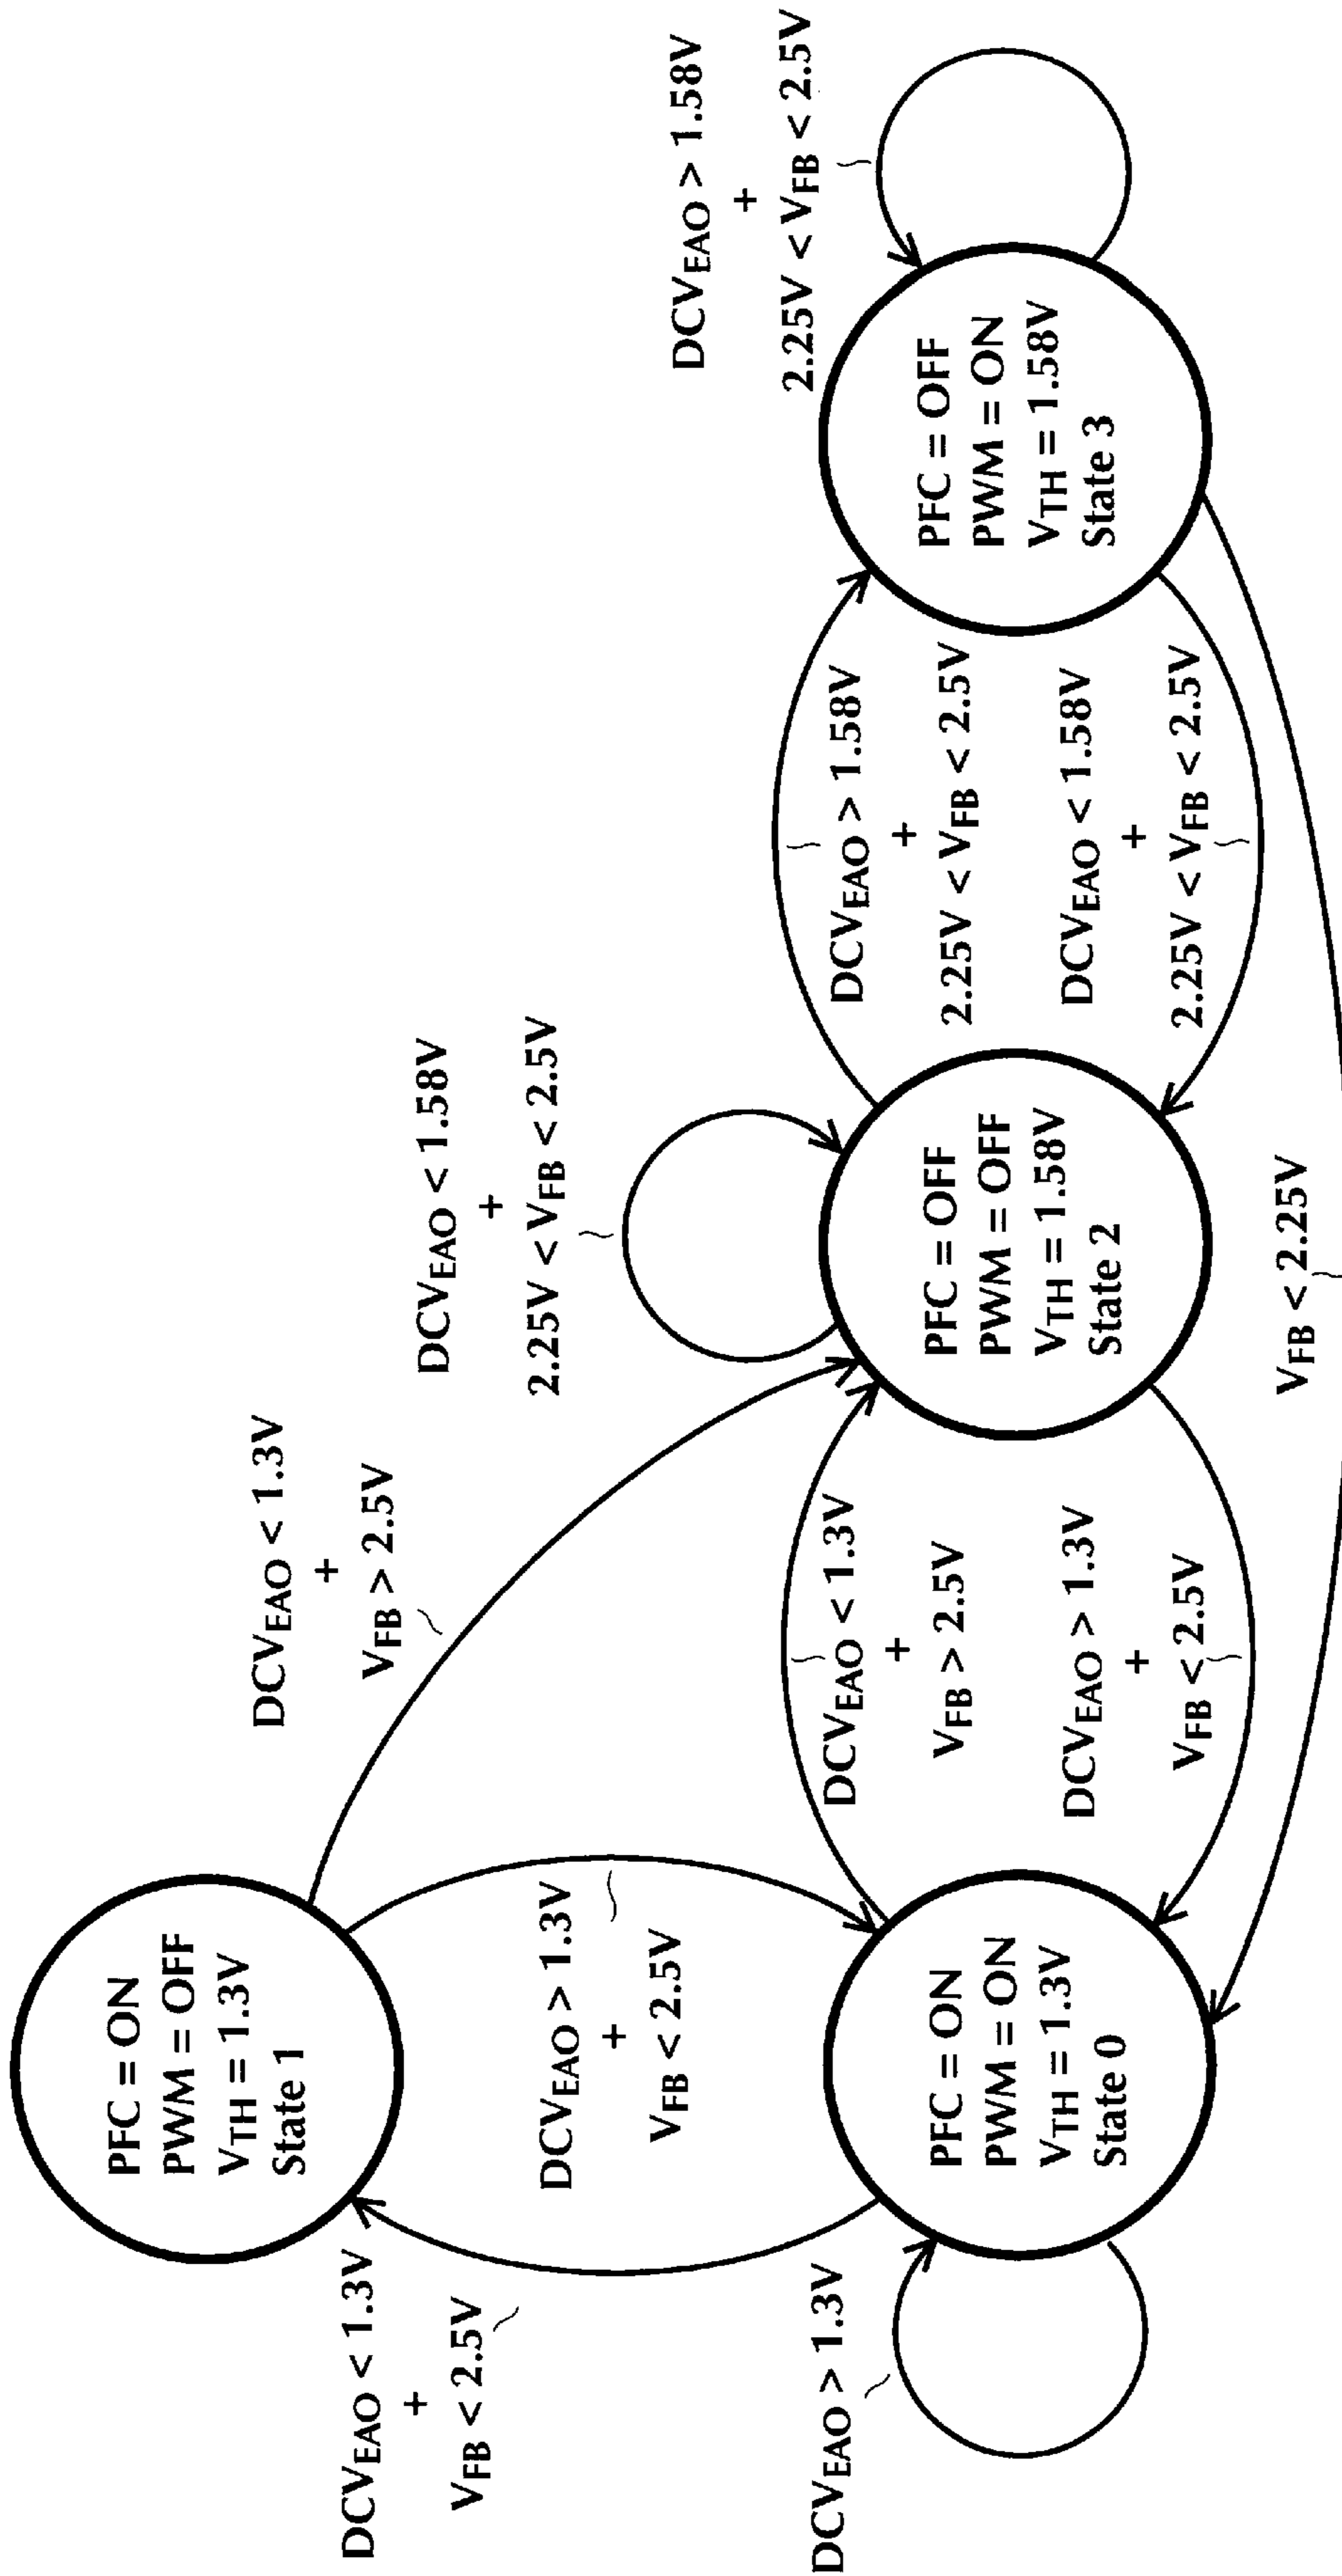 PFC = ON
PWM = OFF
VTH = 1.3V
State 1
DCVEAO < 1.3V
+
VFB > 2.5V
DCVEAO < 1.58V
+
2.25V < VFB < 2.5V
DCVEAO > 1.58V
+
2.25V < VFB < 2.5V
DCVEAO < 1.3V
+
VFB < 2.5V
DCVEAO > 1.3V
+
VFB < 2.5V
DCVEAO > 1.3V
PFC = ON
PWM = ON
VTH = 1.3V
State 0
DCVEAO < 1.3V
+
VFB > 2.5V
DCVEAO > 1.3V
+
VFB < 2.5V
PFC = OFF
PWM = OFF
VTH = 1.58V
State 2
DCVEAO > 1.58V
+
2.25V < VFB < 2.5V
DCVEAO < 1.58V
+
2.25V < VFB < 2.5V
PFC = OFF
PWM = ON
VTH = 1.58V
State 3
VFB < 2.25V